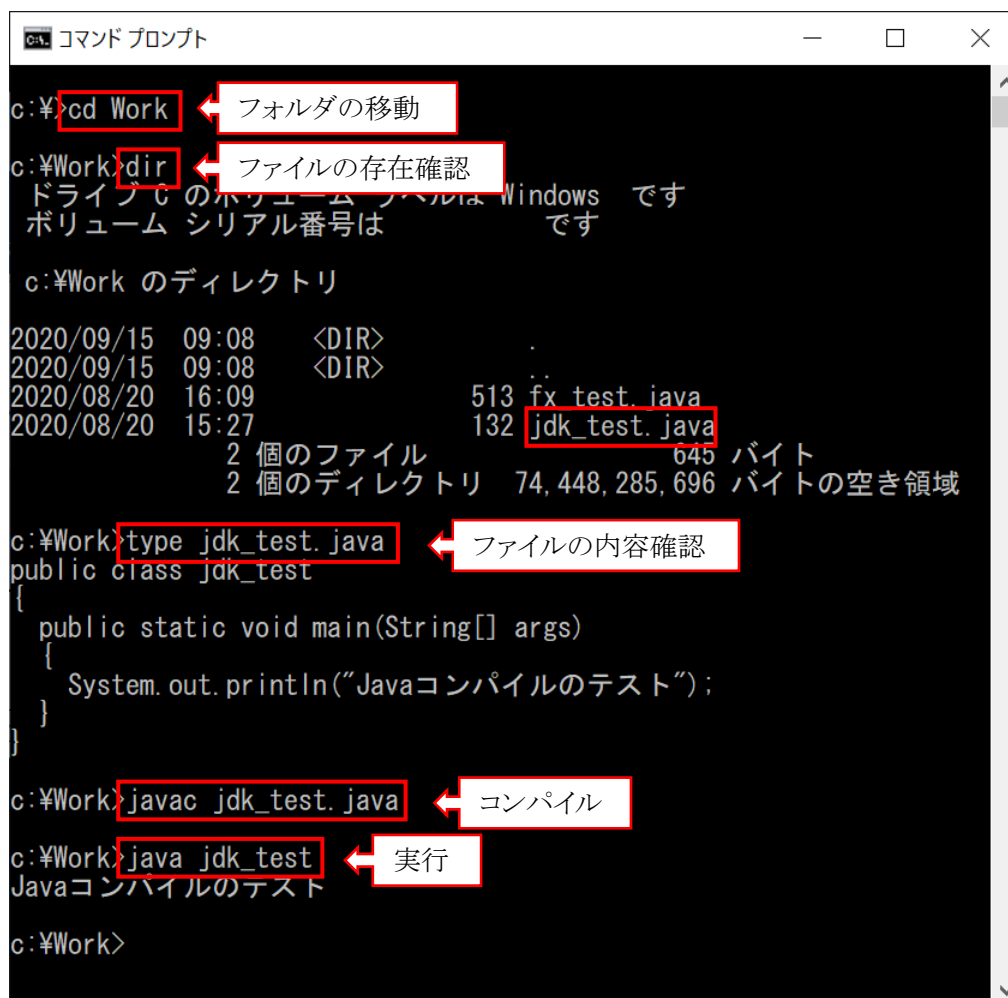 コマンド プロンプト
c:¥>cd Work フォルダの移動
c:¥Work>dir ファイルの存在確認
ドライブ C のボリューム ラベルは Windows です
ボリューム シリアル番号は です
c:¥Work のディレクトリ
2020/09/15 09:08 <DIR> .
2020/09/15 09:08 <DIR> ..
2020/08/20 16:09 513 fx_test.java
2020/08/20 15:27 132 jdk_test.java
2 個のファイル 645 バイト
2 個のディレクトリ 74,448,285,696 バイトの空き領域
c:¥Work>type jdk_test.java ファイルの内容確認
public class jdk_test
{
public static void main(String[] args)
{
System.out.println("Javaコンパイルのテスト");
}
}
c:¥Work>javac jdk_test.java コンパイル
c:¥Work>java jdk_test 実行
Javaコンパイルのテスト
c:¥Work>